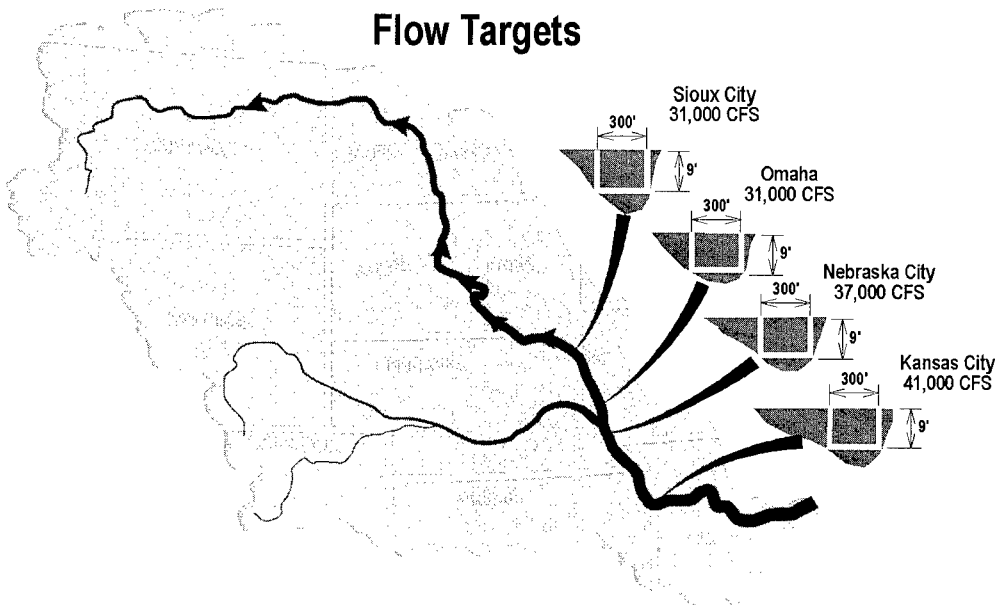 Flow Targets
Sioux City
31,000 CFS
300'
9'
Omaha
31,000 CFS
300'
9'
Nebraska City
37,000 CFS
300'
9'
Kansas City
41,000 CFS
300'
9'